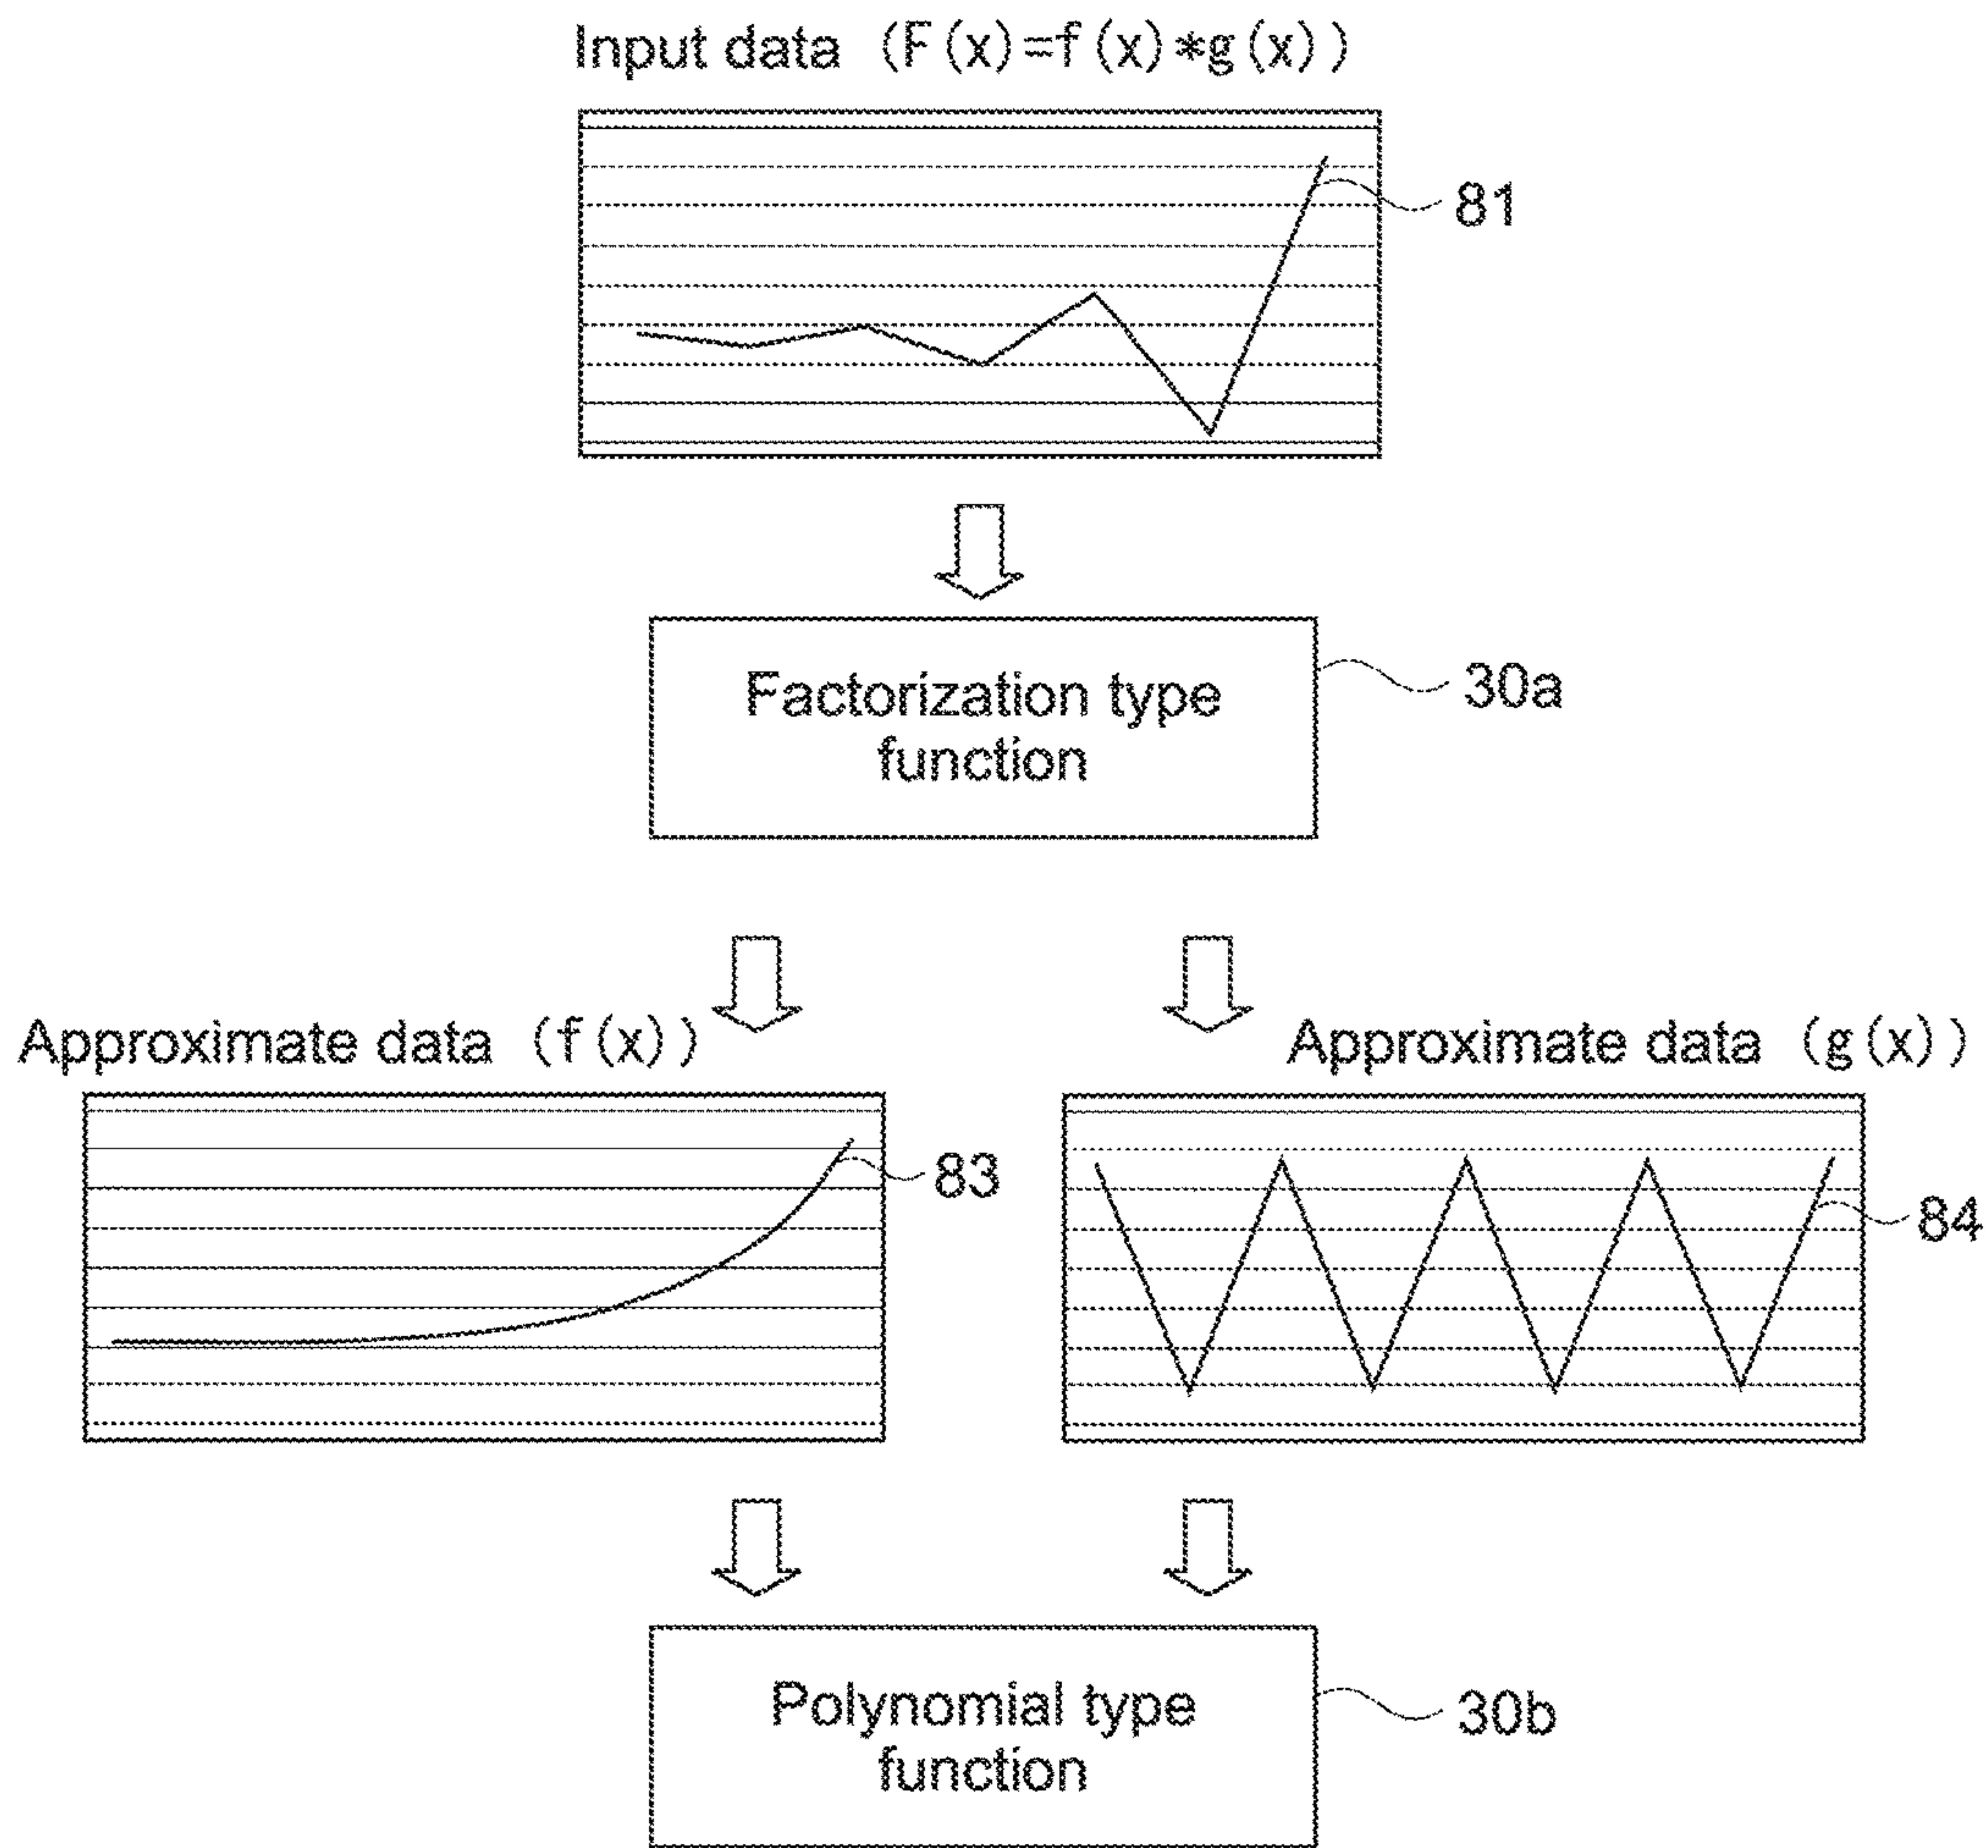 Input data (F(x)=f(x)*g(x))
81
Factorization type
function
30a
Approximate data (f(x))
Approximate data (g(x))
83
84
Polynomial type
function
30b